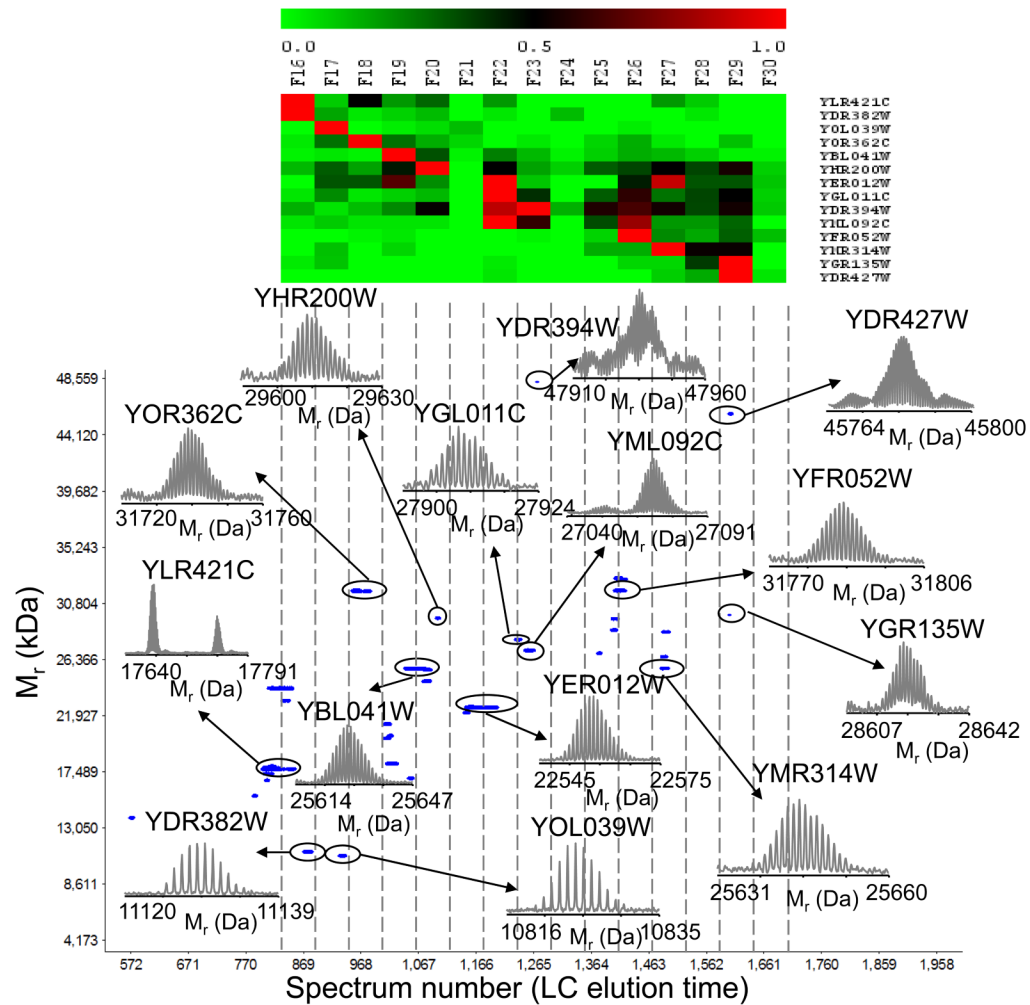 0.0 0.5 1.0
F16 F17 F18 F19 F20 F21 F22 F23 F24 F25 F26 F27 F28 F29 F30
YLR421C
YDR382W
YOL039W
YOR362C
YBL041W
YHR200W
YER012W
YGL011C
YDR394W
YML092C
YFR052W
YMR314W
YGR135W
YDR427W
YHR200W
29600 29630
Mr (Da)
YDR394W
47910 47960
Mr (Da)
YDR427W
45764 Mr (Da) 45800
YOR362C
31720 31760
Mr (Da)
YGL011C
27900 27924
Mr (Da)
YML092C
27040 Mr (Da) 27091
YFR052W
31770 31806
Mr (Da)
YLR421C
17640 17791
Mr (Da)
YGR135W
28607 28642
Mr (Da)
YBL041W
25614 25647
Mr (Da)
YER012W
22545 22575
Mr (Da)
YMR314W
25631 25660
Mr (Da)
YDR382W
11120 11139
Mr (Da)
YOL039W
10816 Mr (Da) 10835
Mr (kDa)
48,559
44,120
39,682
35,243
30,804
26,366
21,927
17,489
13,050
8,611
4,173
572 671 770 869 968 1,067 1,166 1,265 1,364 1,463 1,562 1,661 1,760 1,859 1,958
Spectrum number (LC elution time)